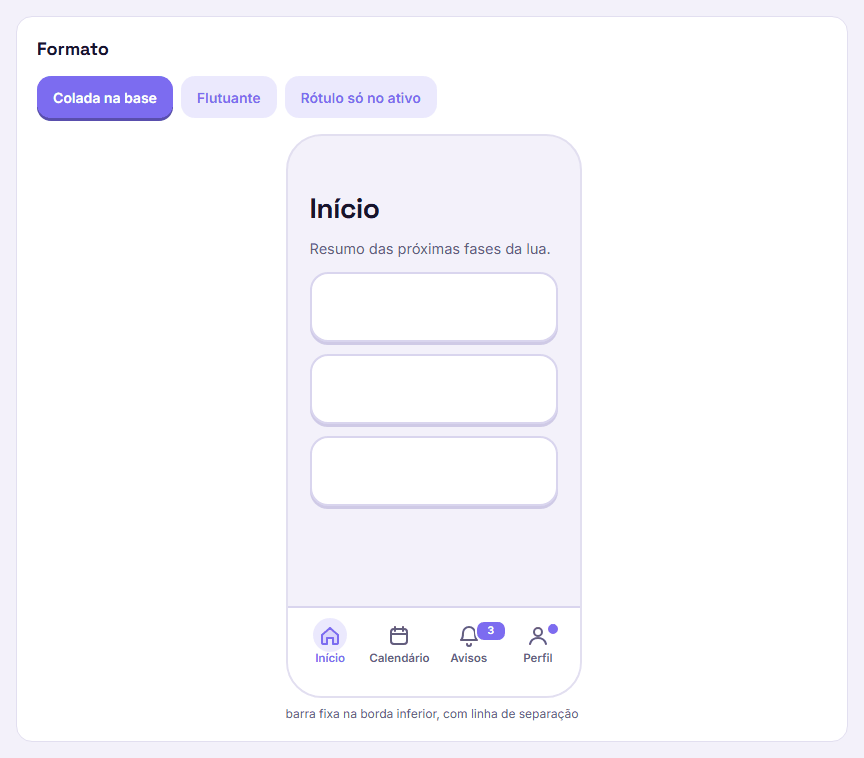 Formato
Colada na base
Flutuante
Rótulo só no ativo
Início
Resumo das próximas fases da lua.
3
Início
Calendário
Avisos
Perfil
barra fixa na borda inferior, com linha de separação